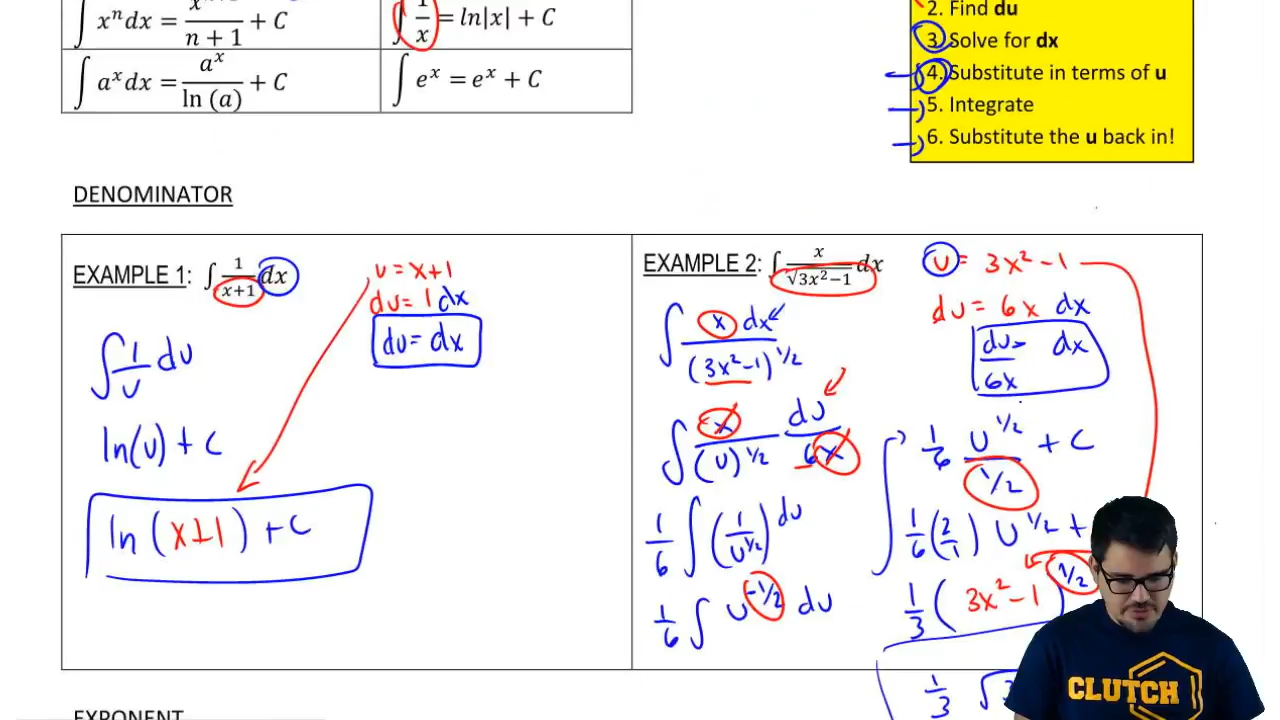 ∫ xⁿdx = x / n + 1 + C
∫ 1/x = ln|x| + C
∫ aˣdx = aˣ / ln (a) + C
∫ eˣ = eˣ + C
2. Find du
3. Solve for dx
4. Substitute in terms of u
5. Integrate
6. Substitute the u back in!
DENOMINATOR
EXAMPLE 1: ∫ 1/(x+1) dx
u = x+1
du = 1 dx
du = dx
∫ 1/u du
ln(u) + C
ln (x+1) + C
EXAMPLE 2: ∫ x/√(3x²−1) dx
u = 3x²−1
du = 6x dx
du/6x = dx
∫ x dx / (3x²−1)^1/2
∫ x/(u)^1/2 du/6x
1/6 ∫ (1/u^1/2) du
1/6 ∫ u^−1/2 du
1/6 u^1/2 / 1/2 + C
1/6 (2/1) u^1/2 +
1/3 (3x²−1)^1/2
1/3 √3
EXPONENT
CLUTCH